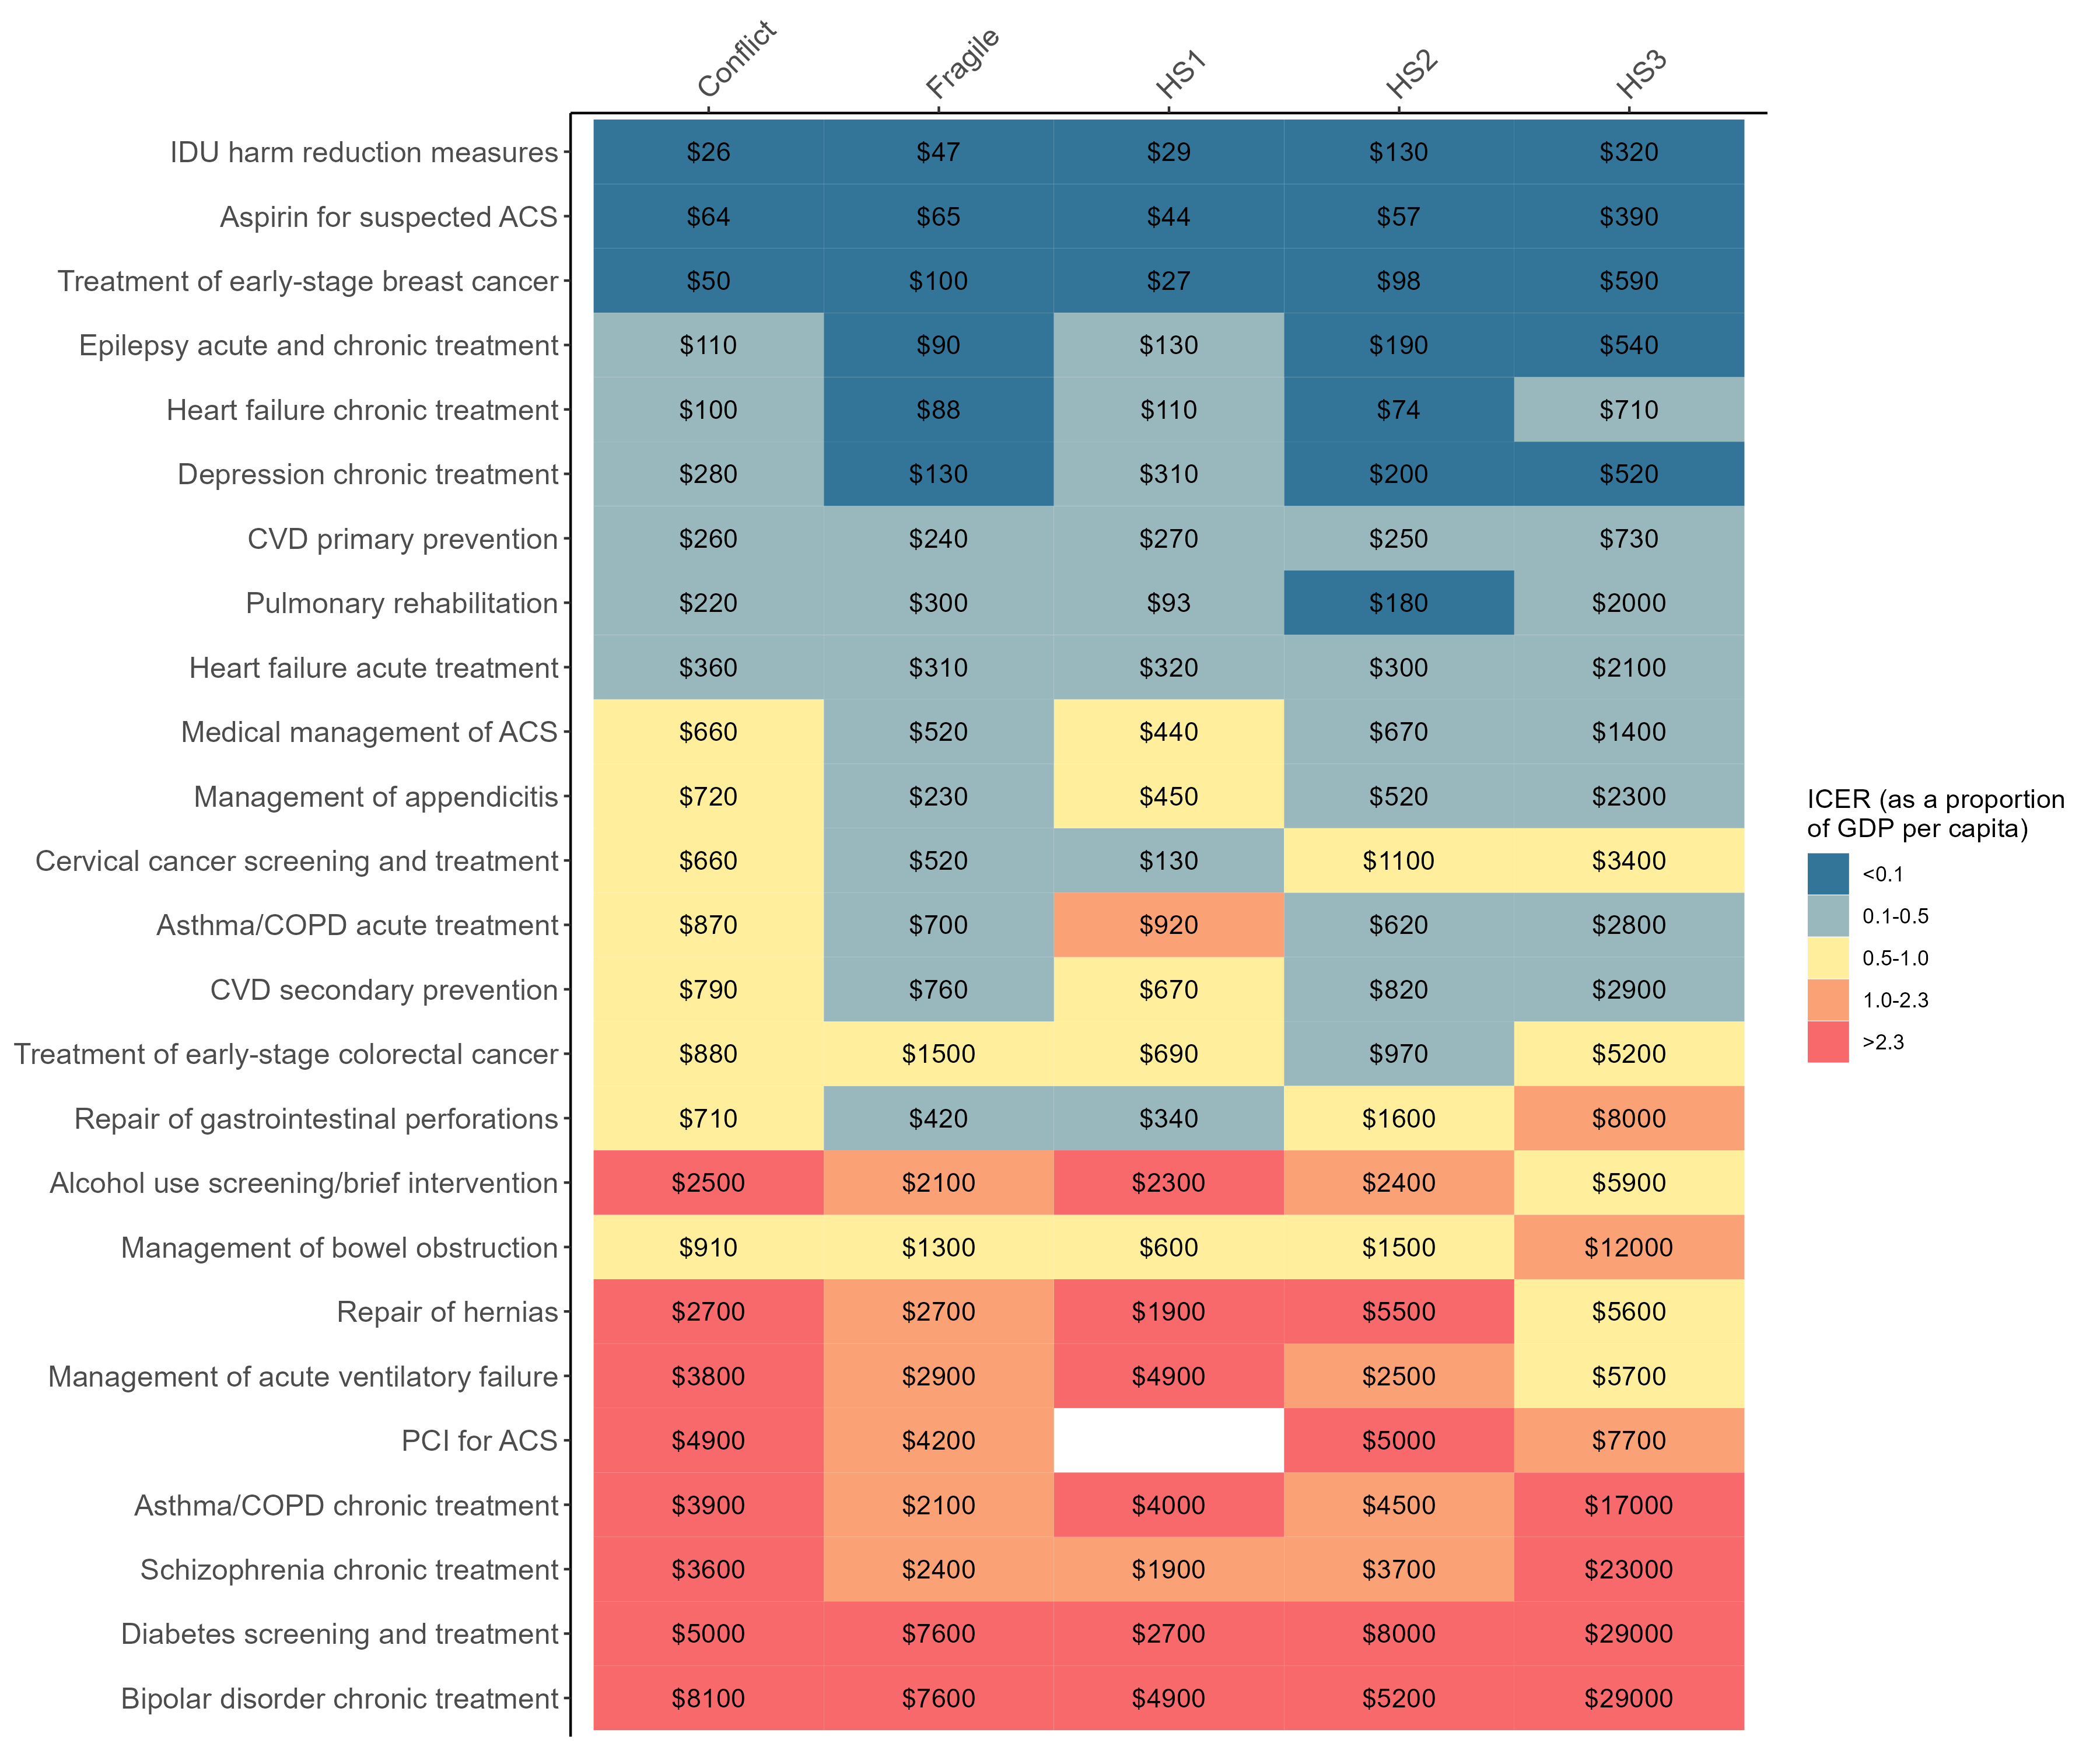 Conflict Fragile HS1 HS2 HS3
IDU harm reduction measures $26 $47 $29 $130 $320
Aspirin for suspected ACS $64 $65 $44 $57 $390
Treatment of early-stage breast cancer $50 $100 $27 $98 $590
Epilepsy acute and chronic treatment $110 $90 $130 $190 $540
Heart failure chronic treatment $100 $88 $110 $74 $710
Depression chronic treatment $280 $130 $310 $200 $520
CVD primary prevention $260 $240 $270 $250 $730
Pulmonary rehabilitation $220 $300 $93 $180 $2000
Heart failure acute treatment $360 $310 $320 $300 $2100
Medical management of ACS $660 $520 $440 $670 $1400
Management of appendicitis $720 $230 $450 $520 $2300
Cervical cancer screening and treatment $660 $520 $130 $1100 $3400
Asthma/COPD acute treatment $870 $700 $920 $620 $2800
CVD secondary prevention $790 $760 $670 $820 $2900
Treatment of early-stage colorectal cancer $880 $1500 $690 $970 $5200
Repair of gastrointestinal perforations $710 $420 $340 $1600 $8000
Alcohol use screening/brief intervention $2500 $2100 $2300 $2400 $5900
Management of bowel obstruction $910 $1300 $600 $1500 $12000
Repair of hernias $2700 $2700 $1900 $5500 $5600
Management of acute ventilatory failure $3800 $2900 $4900 $2500 $5700
PCI for ACS $4900 $4200 $5000 $7700
Asthma/COPD chronic treatment $3900 $2100 $4000 $4500 $17000
Schizophrenia chronic treatment $3600 $2400 $1900 $3700 $23000
Diabetes screening and treatment $5000 $7600 $2700 $8000 $29000
Bipolar disorder chronic treatment $8100 $7600 $4900 $5200 $29000
ICER (as a proportion
of GDP per capita)
<0.1
0.1-0.5
0.5-1.0
1.0-2.3
>2.3